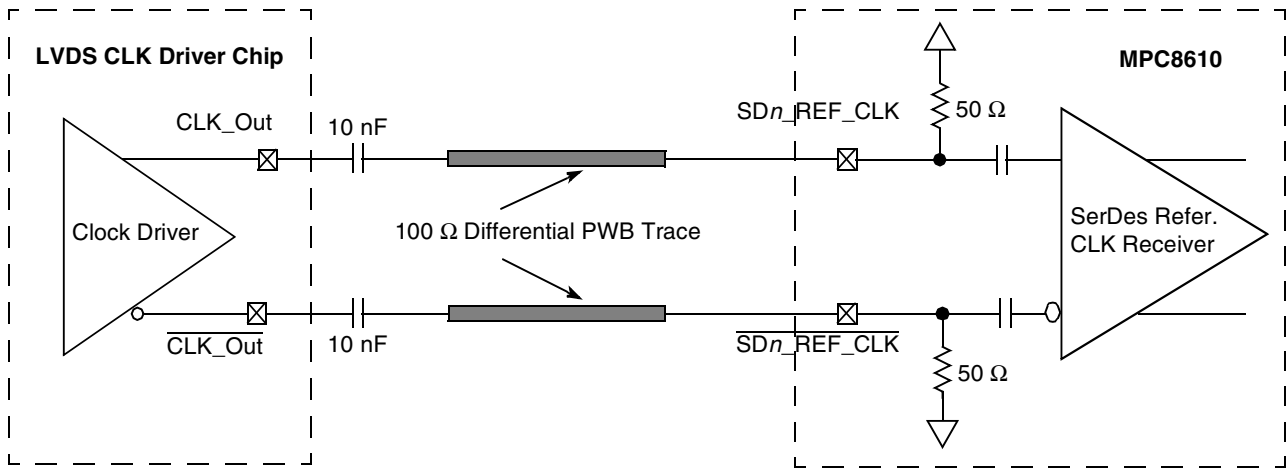 LVDS CLK Driver Chip
MPC8610
CLK_Out
10 nF
SDn_REF_CLK
50 Ω
Clock Driver
100 Ω Differential PWB Trace
SerDes Refer.
CLK Receiver
CLK_Out
10 nF
SDn_REF_CLK
50 Ω